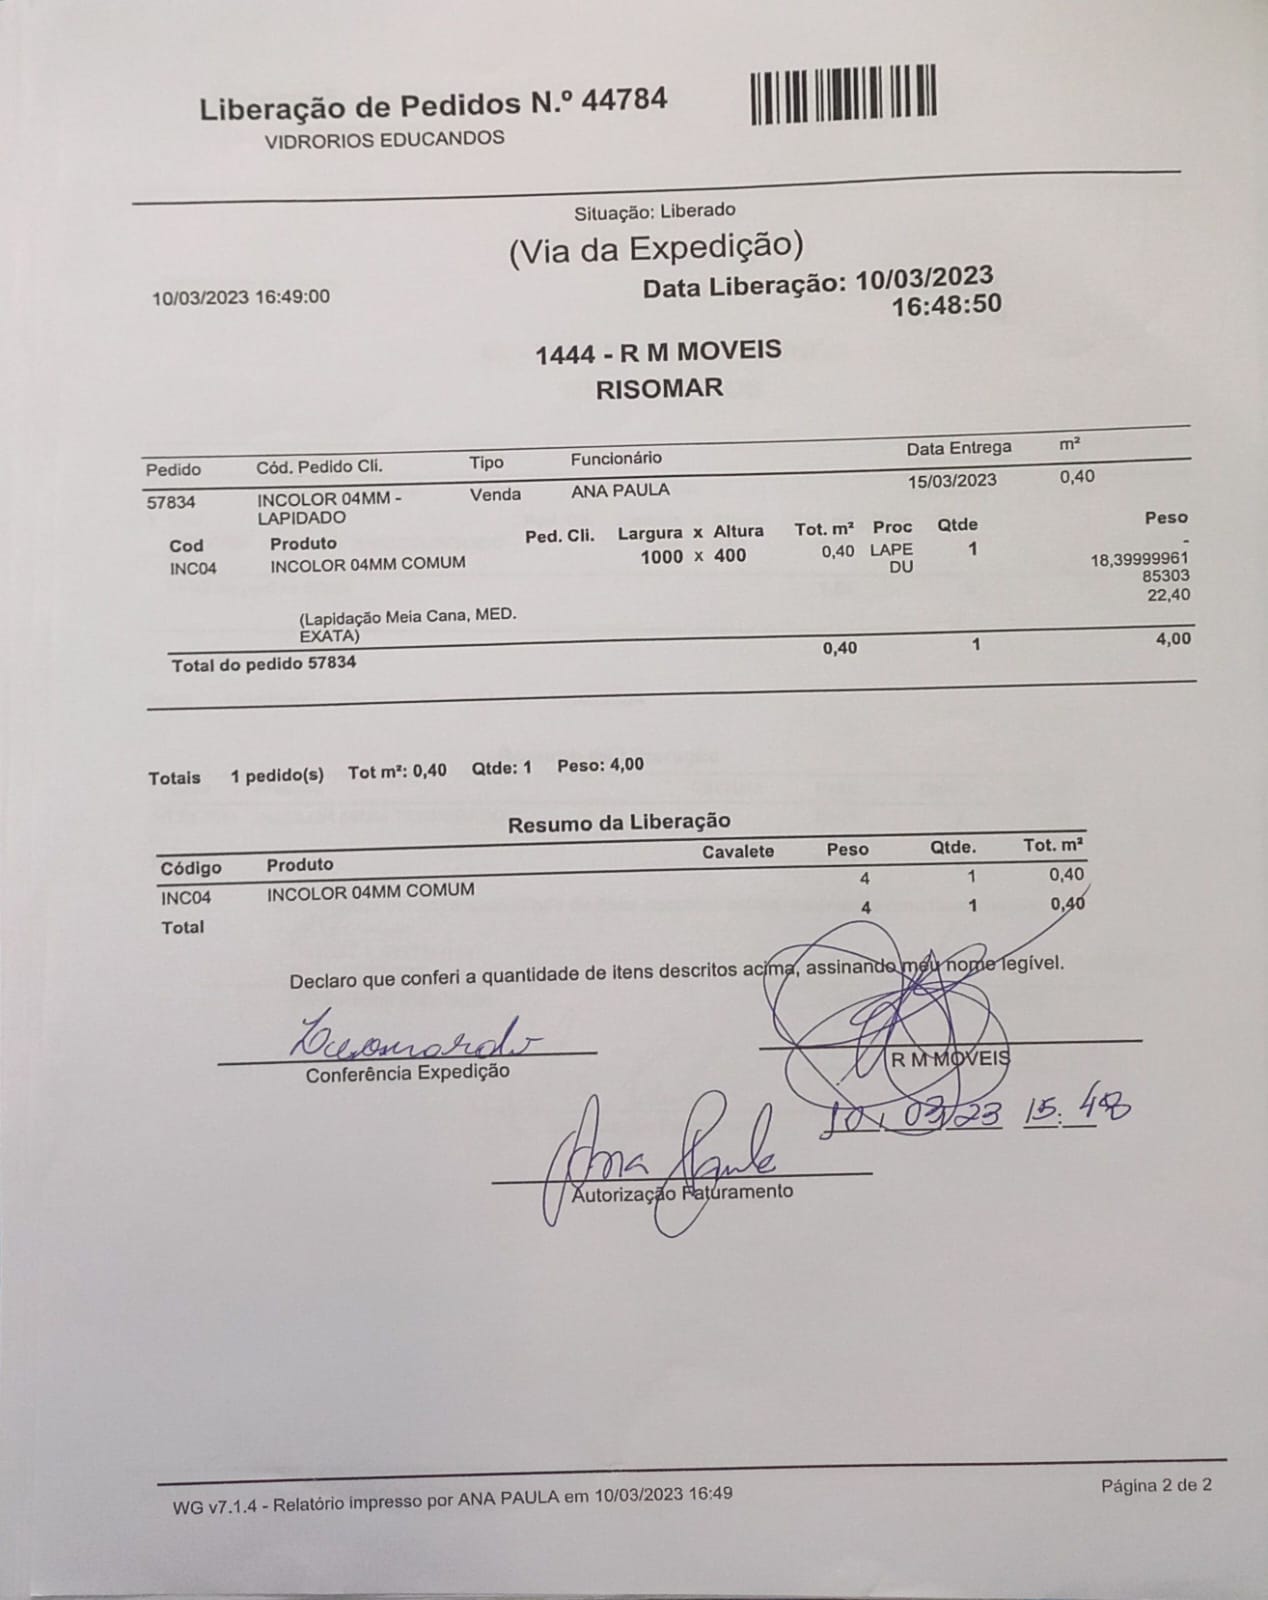 Liberação de Pedidos N.º 44784
VIDRORIOS EDUCANDOS
Situação: Liberado
(Via da Expedição)
10/03/2023 16:49:00
Data Liberação: 10/03/2023
16:48:50
1444 - R M MOVEIS
RISOMAR
Pedido Cód. Pedido Cli. Tipo Funcionário Data Entrega m²
57834 INCOLOR 04MM - Venda ANA PAULA 15/03/2023 0,40
LAPIDADO
Cod Produto Ped. Cli. Largura x Altura Tot. m² Proc Qtde Peso
INC04 INCOLOR 04MM COMUM 1000 x 400 0,40 LAPE 1 -
DU 18,39999961
85303
22,40
(Lapidação Meia Cana, MED.
EXATA)
Total do pedido 57834 0,40 1 4,00
Totais 1 pedido(s) Tot m²: 0,40 Qtde: 1 Peso: 4,00
Resumo da Liberação
Código Produto Cavalete Peso Qtde. Tot. m²
INC04 INCOLOR 04MM COMUM 4 1 0,40
Total 4 1 0,40
Declaro que conferi a quantidade de itens descritos acima, assinando meu nome legível.
Conferência Expedição
R M MOVEIS
10/03/23 15:48
Ana Paula
Autorização Faturamento
WG v7.1.4 - Relatório impresso por ANA PAULA em 10/03/2023 16:49
Página 2 de 2